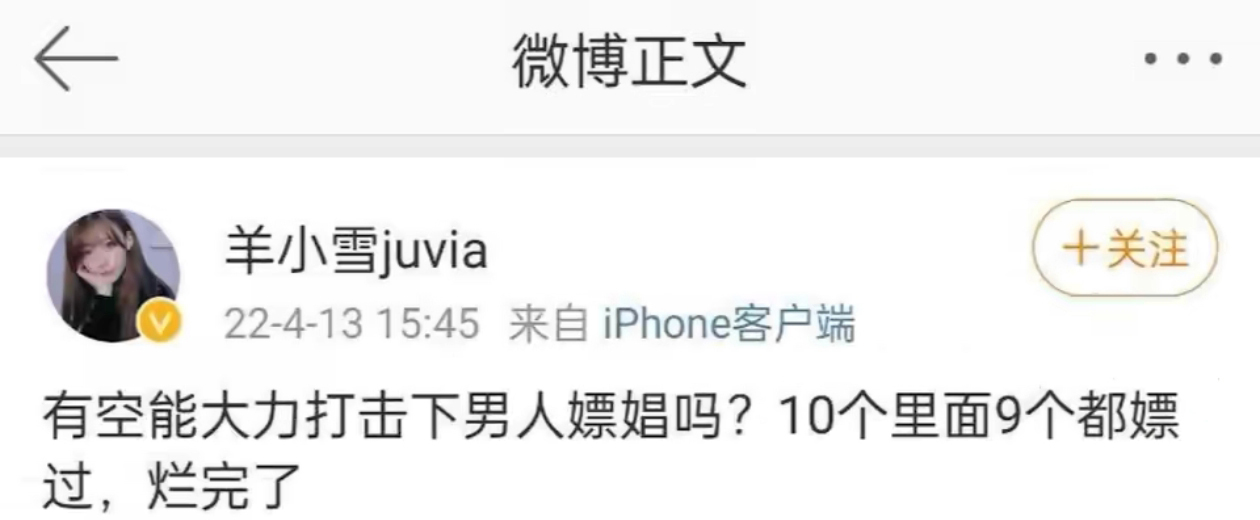 微博正文
羊小雪juvia
+关注
22-4-13 15:45 来自 iPhone客户端
有空能大力打击下男人嫖娼吗？10个里面9个都嫖
过，烂完了